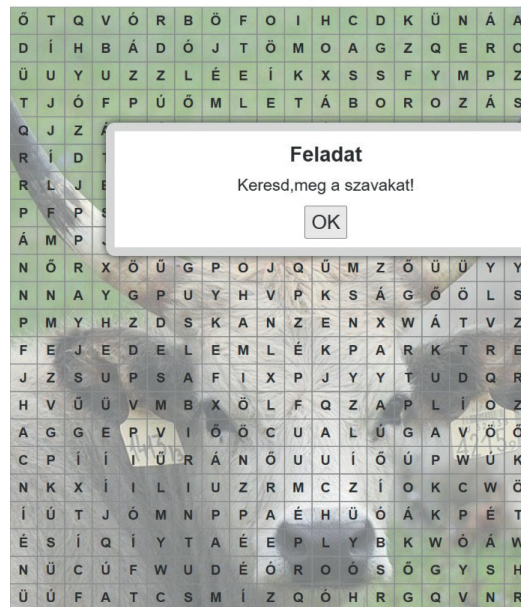 Ő T Q V Ó R B Ö F O I H C D K Ü N Á A
D Í H B Á D Ó J T Ö M O A G Z Q E R C
Ü U Y U Z Z L É E Í K X S S F Y M P Z
T J Ó F P Ú Ő M L E T Á B O R O Z Á S
Q J Z
R Í D
Feladat
R L J
Keresd,meg a szavakat!
P F P
OK
Á M P
N Ő R X Ö Ű G P O J Q Ű M Z Ő Ü Ü Y Y
N N A Y G P U Y H V P K S Á G Ő Ö L S
P M Y H Z D S K A N Z E N X W Á T V Z
F E J E D E L E M L É K P A R K T R E
J Z S U P S A F I X P J Y Y T U D Q R
H V Ű Ü V M B X Ö L F Q Z A P L Í O Z
A G G E P V I Ő Ö C U A L Ú G A V Ö Ő
C P Í Í I Ű R Á N Ő U U Í Ő Ú P W U K
N K X Í I L I U Z R M C Z Í O K C W Ö
Í Ú T J Ó M N P P A É H Ü Ó Á K P É T
É S Í Q Í Y T A É E P L Y B K W Ó Á W
N Ü C Ú F W U D É Ó R O Ó S Ő G Y S H
Ü Ú F A T C S M Í Z Q Ó H R G Q V N R